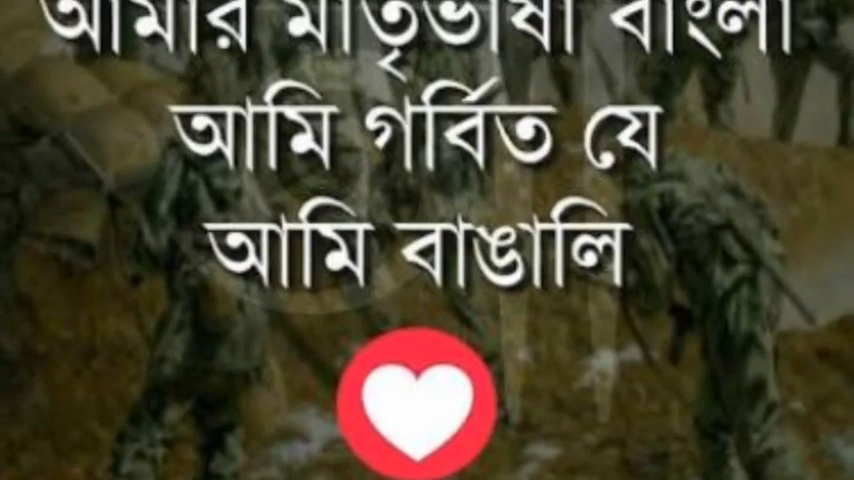 আমার মাতৃভাষা বাংলা
আমি গর্বিত যে
আমি বাঙালি